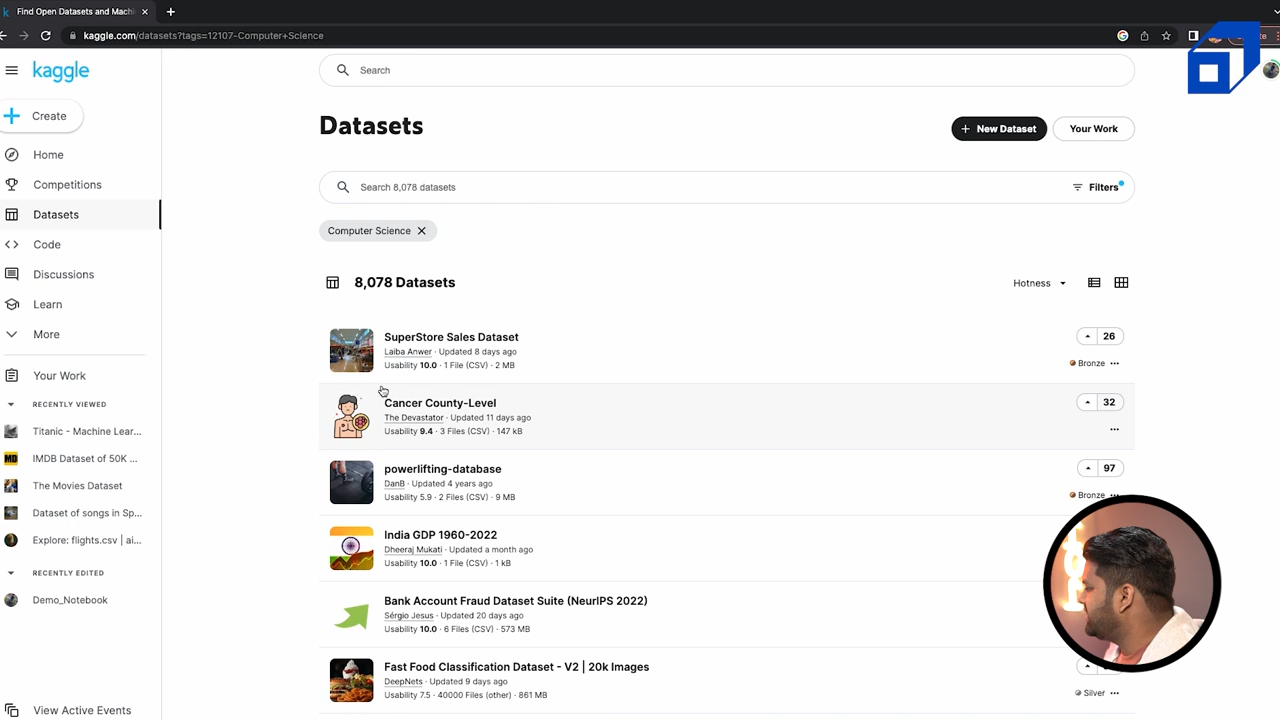 Find Open Datasets and Machi
kaggle.com/datasets?tags=12107-Computer+Science
kaggle
Search
Create
Datasets
New Dataset
Your Work
Home
Competitions
Datasets
Code
Discussions
Learn
More
Your Work
RECENTLY VIEWED
Titanic - Machine Lear...
IMDB Dataset of 50K ...
The Movies Dataset
Dataset of songs in Sp...
Explore: flights.csv | ai...
RECENTLY EDITED
Demo_Notebook
View Active Events
Search 8,078 datasets
Filters
Computer Science
8,078 Datasets
Hotness
SuperStore Sales Dataset
Laiba Anwer · Updated 8 days ago
Usability 10.0 · 1 File (CSV) · 2 MB
26
Bronze
Cancer County-Level
The Devastator · Updated 11 days ago
Usability 9.4 · 3 Files (CSV) · 147 kB
32
powerlifting-database
DanB · Updated 4 years ago
Usability 5.9 · 2 Files (CSV) · 9 MB
97
Bronze
India GDP 1960-2022
Dheeraj Mukati · Updated a month ago
Usability 10.0 · 1 File (CSV) · 1 kB
Bank Account Fraud Dataset Suite (NeurIPS 2022)
Sérgio Jesus · Updated 20 days ago
Usability 10.0 · 6 Files (CSV) · 573 MB
Fast Food Classification Dataset - V2 | 20k Images
DeepNets · Updated 9 days ago
Usability 7.5 · 40000 Files (other) · 861 MB
Silver